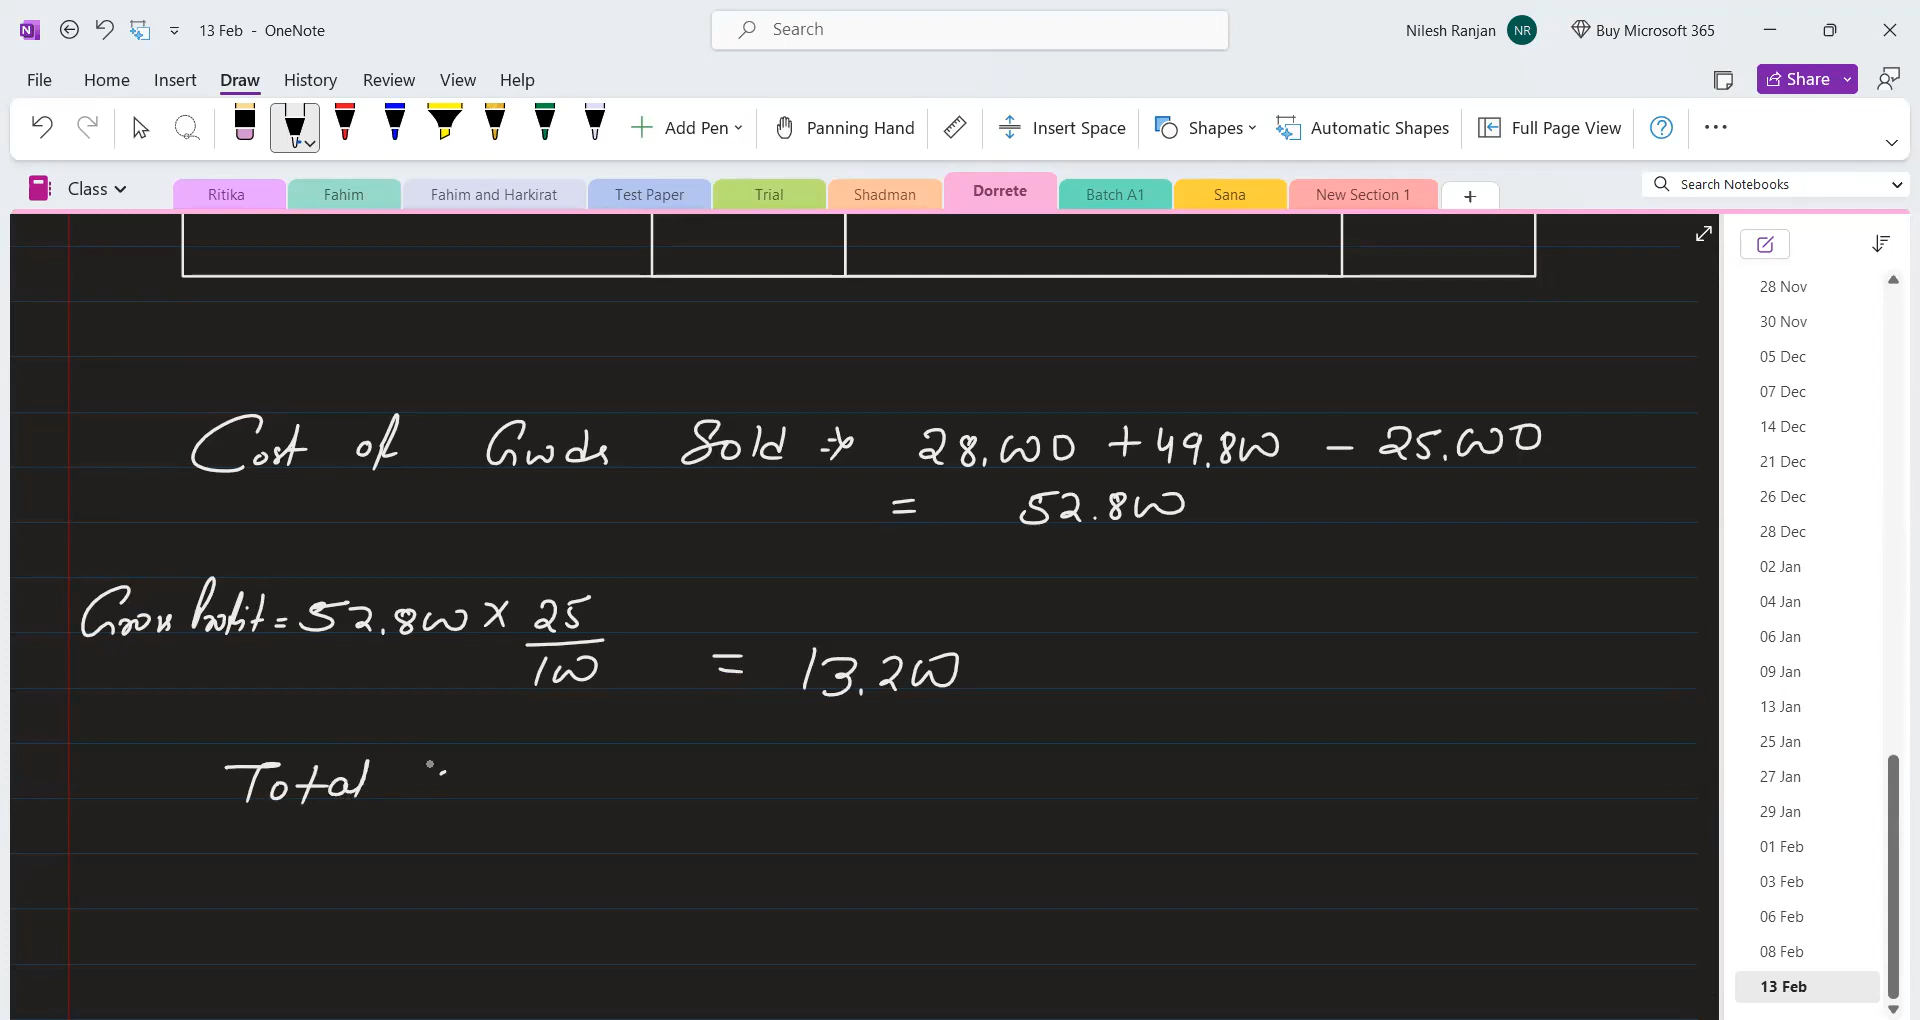 13 Feb - OneNote
Search
Nilesh Ranjan NR
Buy Microsoft 365
File Home Insert Draw History Review View Help
Share
Add Pen Panning Hand Insert Space Shapes Automatic Shapes Full Page View
Class Ritika Fahim Fahim and Harkirat Test Paper Trial Shadman Dorrete Batch A1 Sana New Section 1 +
Search Notebooks
Cost of Goods Sold ⇒ 28,000 + 49,800 - 25,000
= 52,800
Gross Profit = 52,800 × 25/100 = 13,200
Total
28 Nov
30 Nov
05 Dec
07 Dec
14 Dec
21 Dec
26 Dec
28 Dec
02 Jan
04 Jan
06 Jan
09 Jan
13 Jan
25 Jan
27 Jan
29 Jan
01 Feb
03 Feb
06 Feb
08 Feb
13 Feb